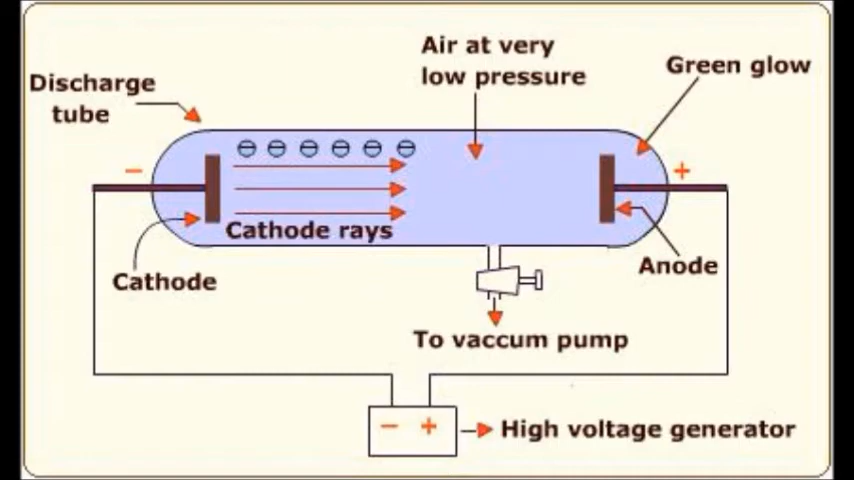 Air at very
low pressure
Green glow
Discharge
tube
−
+
Cathode rays
Cathode
Anode
To vaccum pump
− +
High voltage generator